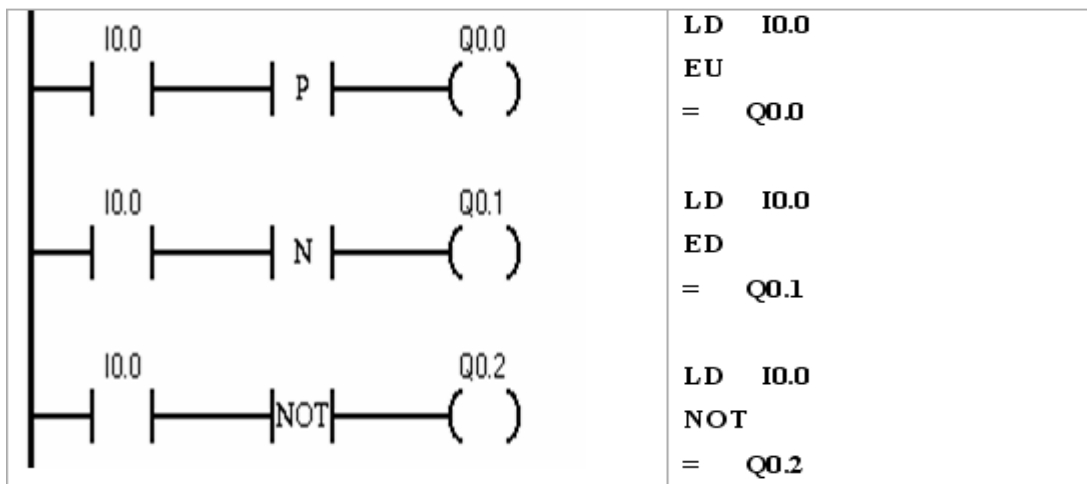 I0.0 Q0.0
P
I0.0 Q0.1
N
I0.0 Q0.2
NOT
LD I0.0
EU
= Q0.0
LD I0.0
ED
= Q0.1
LD I0.0
NOT
= Q0.2